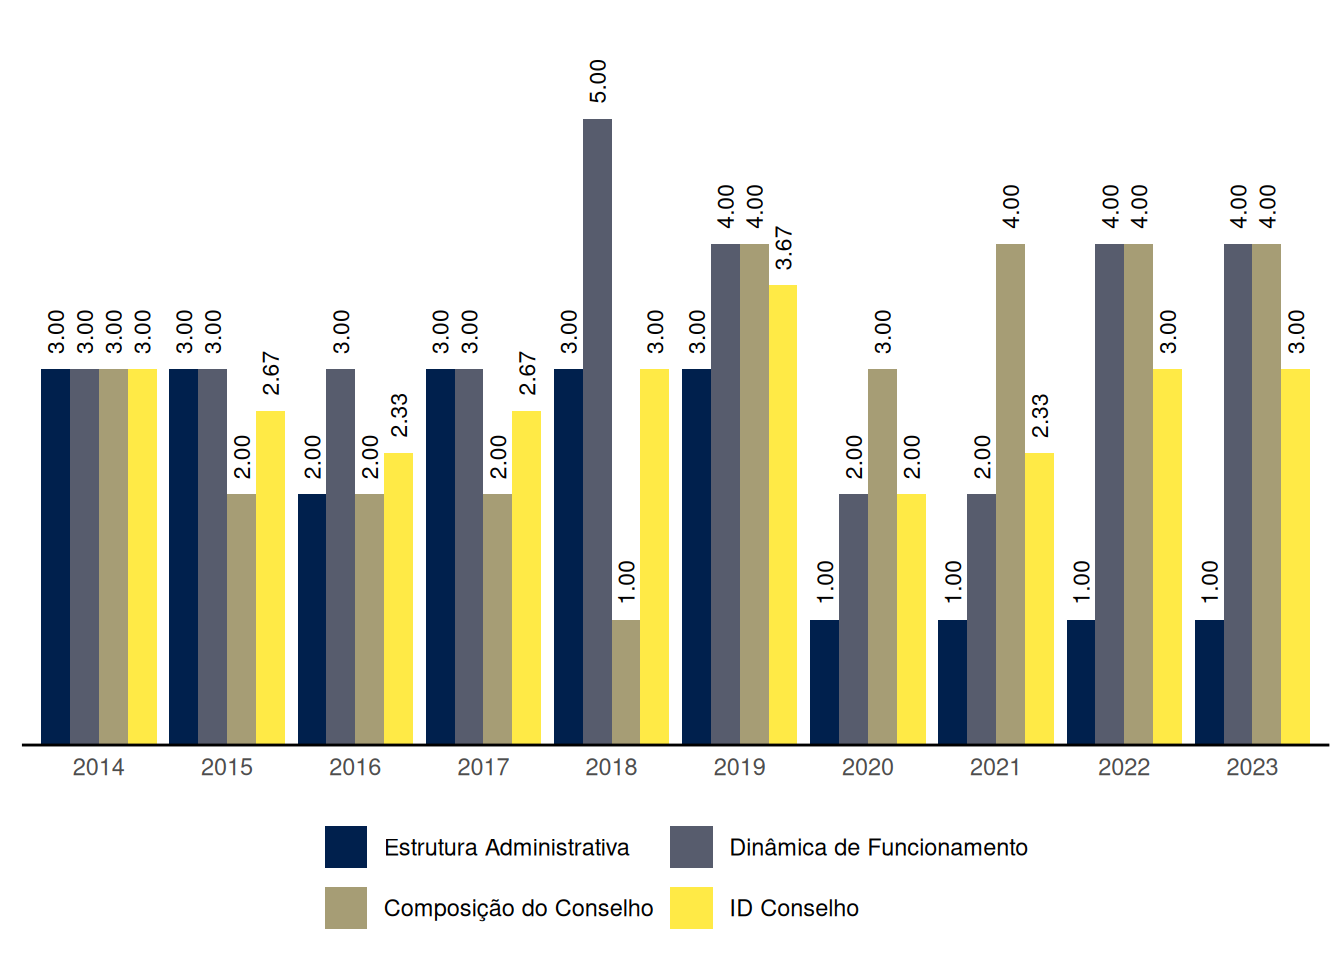 5.00
4.00 4.00 4.00 4.00 4.00 4.00 4.00
3.67
3.00 3.00 3.00 3.00 3.00 3.00 3.00 3.00 3.00 3.00 3.00 3.00 3.00 3.00 3.00
2.67 2.67
2.33 2.33
2.00 2.00 2.00 2.00 2.00 2.00 2.00
1.00 1.00 1.00 1.00 1.00
2014 2015 2016 2017 2018 2019 2020 2021 2022 2023
Estrutura Administrativa Dinâmica de Funcionamento
Composição do Conselho ID Conselho